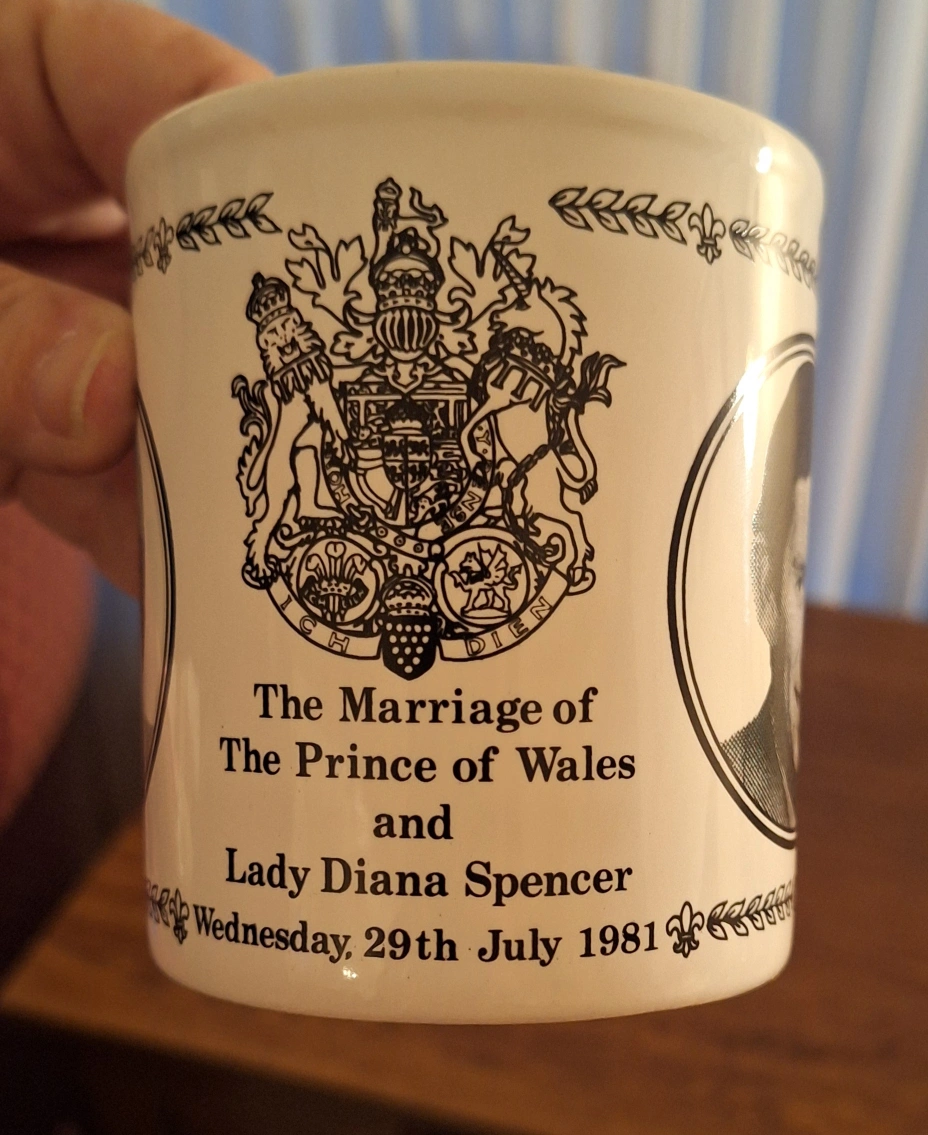 ICH DIEN
The Marriage of
The Prince of Wales
and
Lady Diana Spencer
Wednesday, 29th July 1981